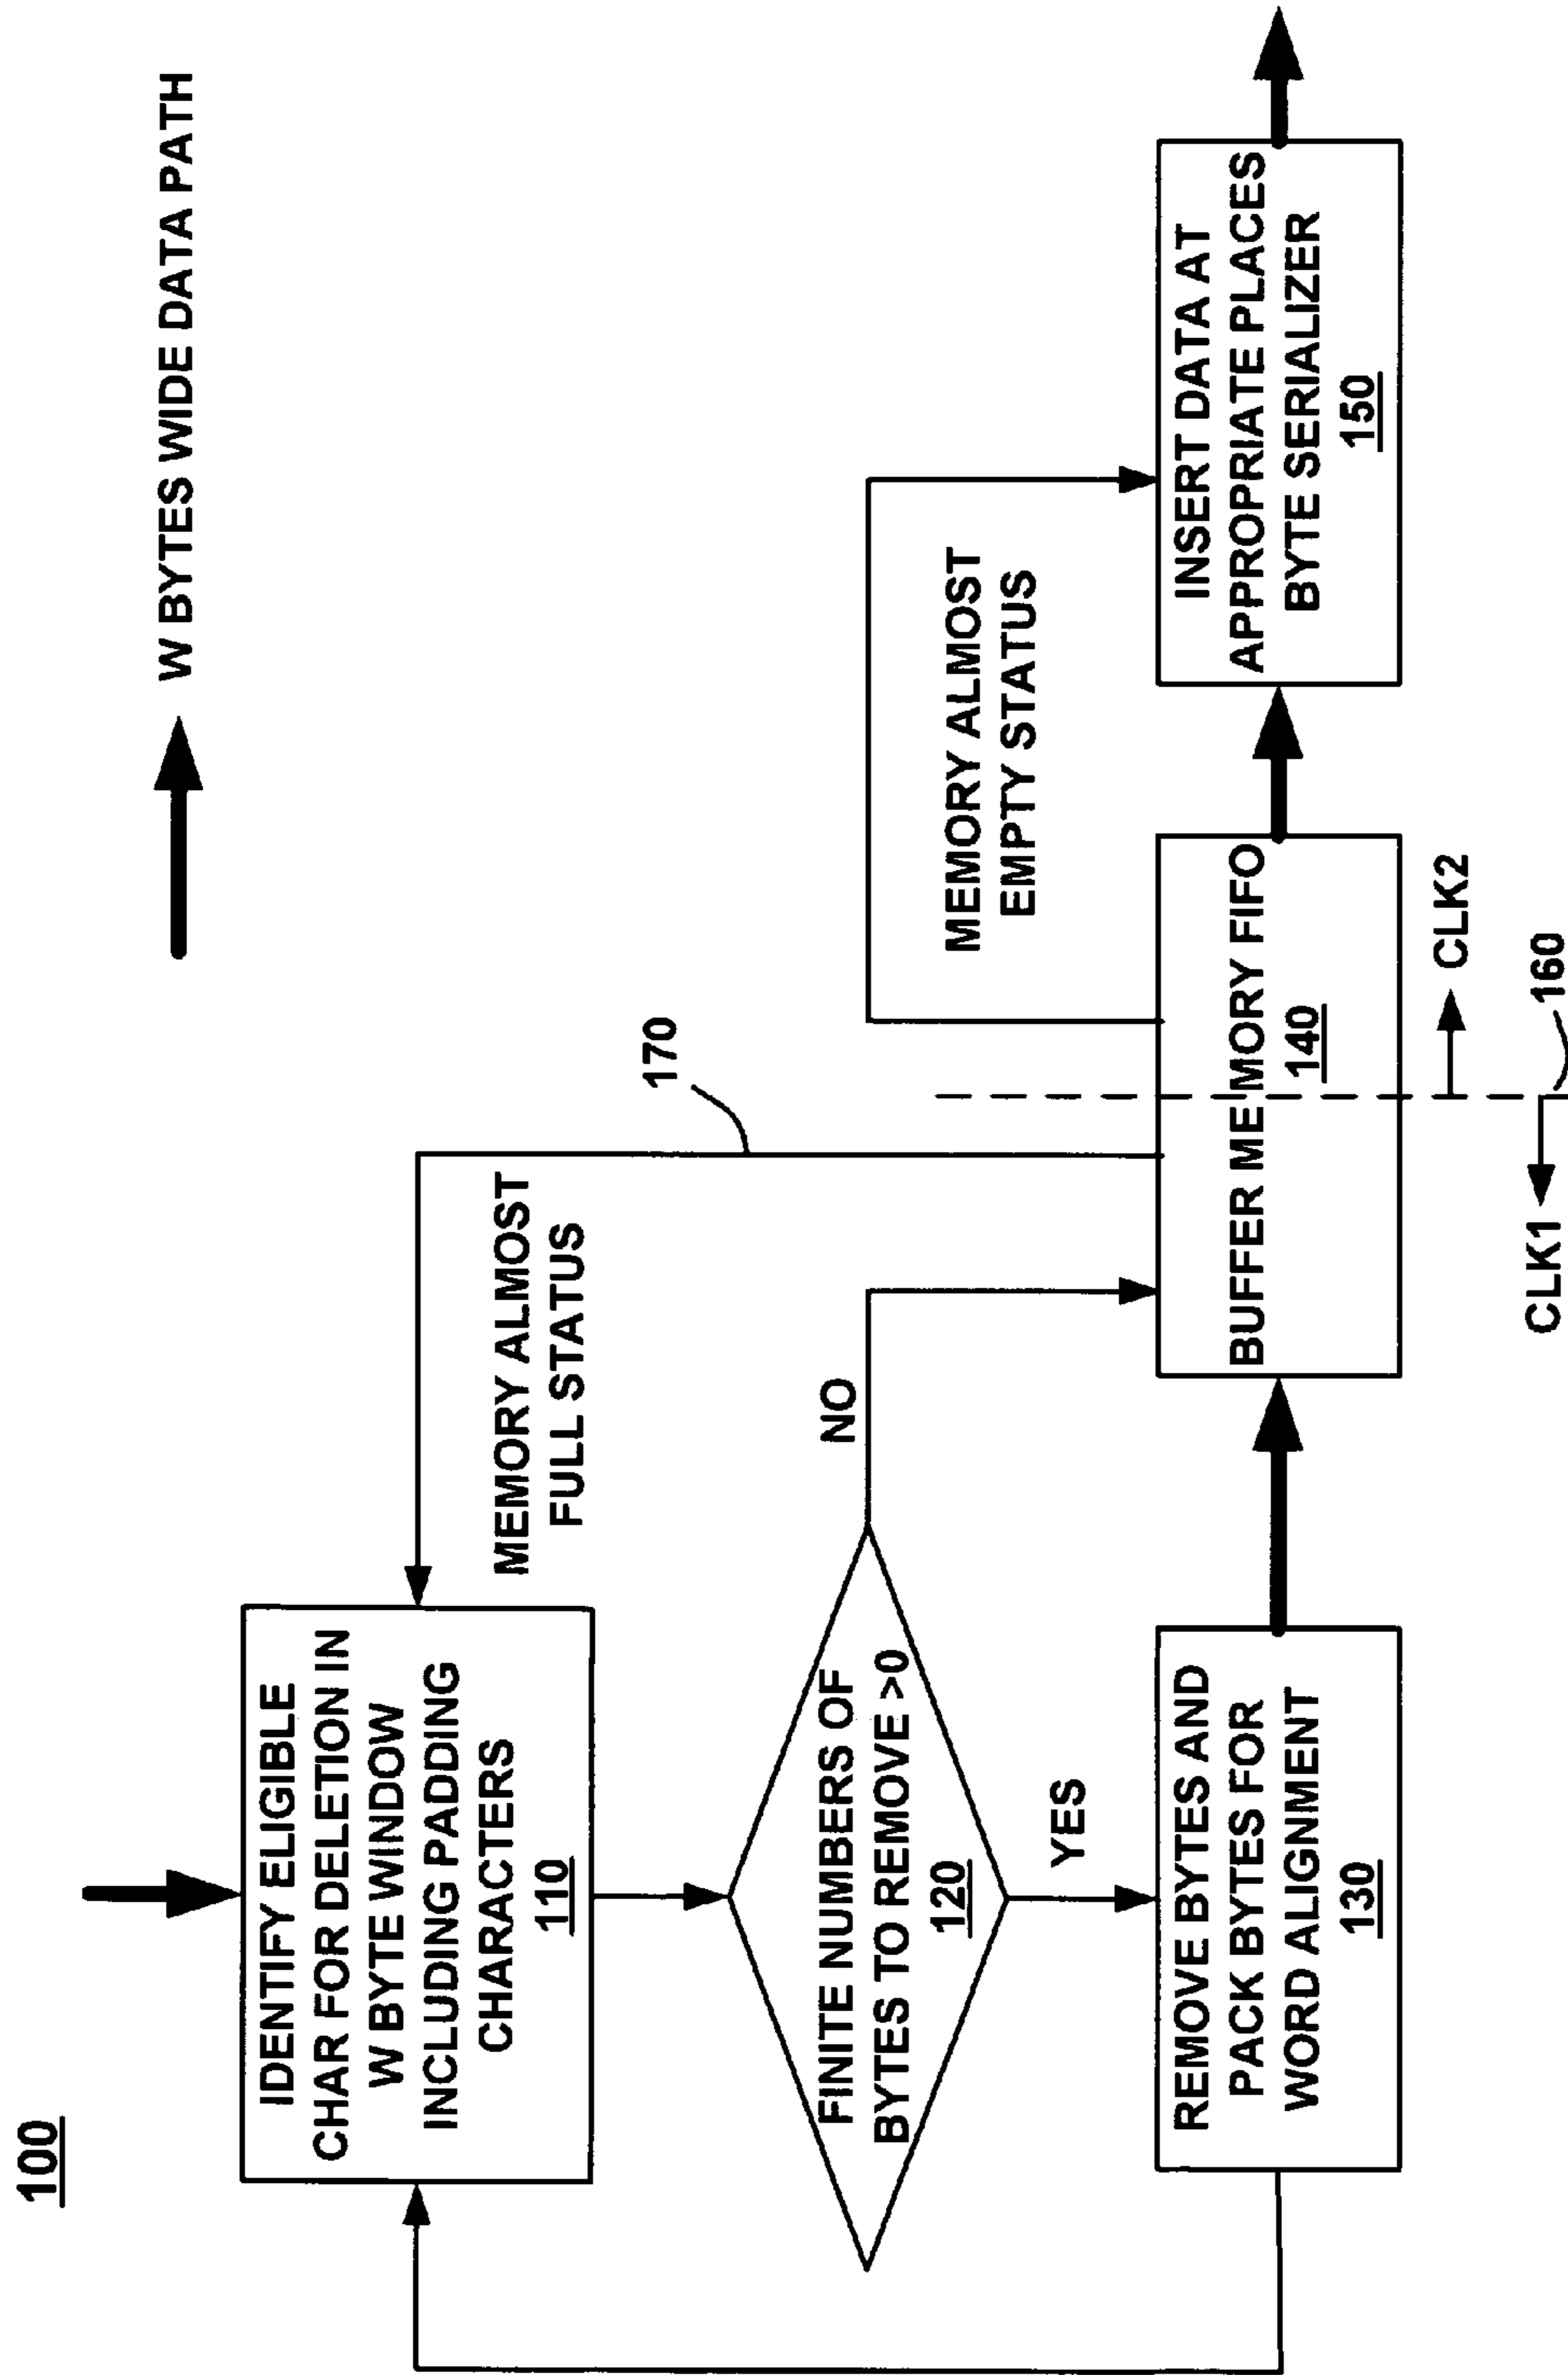 100
W BYTES WIDE DATA PATH
IDENTIFY ELIGIBLE
CHAR FOR DELETION IN
W BYTE WINDOW
INCLUDING PADDING
CHARACTERS
110
MEMORY ALMOST
FULL STATUS
170
FINITE NUMBERS OF
BYTES TO REMOVE >0
120
NO
YES
MEMORY ALMOST
EMPTY STATUS
REMOVE BYTES AND
PACK BYTES FOR
WORD ALIGNMENT
130
BUFFER MEMORY FIFO
140
INSERT DATA AT
APPROPRIATE PLACES
BYTE SERIALIZER
150
CLK2
CLK1
160